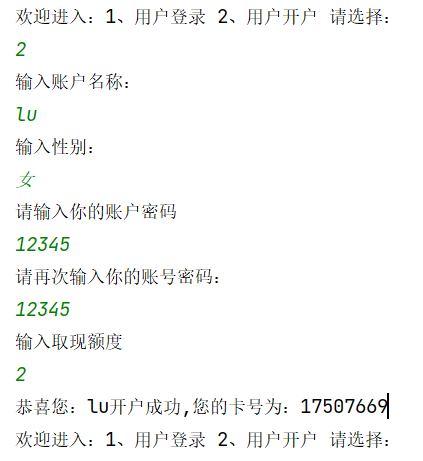 欢迎进入：1、用户登录 2、用户开户 请选择：
2
输入账户名称：
lu
输入性别：
女
请输入你的账户密码
12345
请再次输入你的账号密码：
12345
输入取现额度
2
恭喜您：lu开户成功,您的卡号为：17507669
欢迎进入：1、用户登录 2、用户开户 请选择：